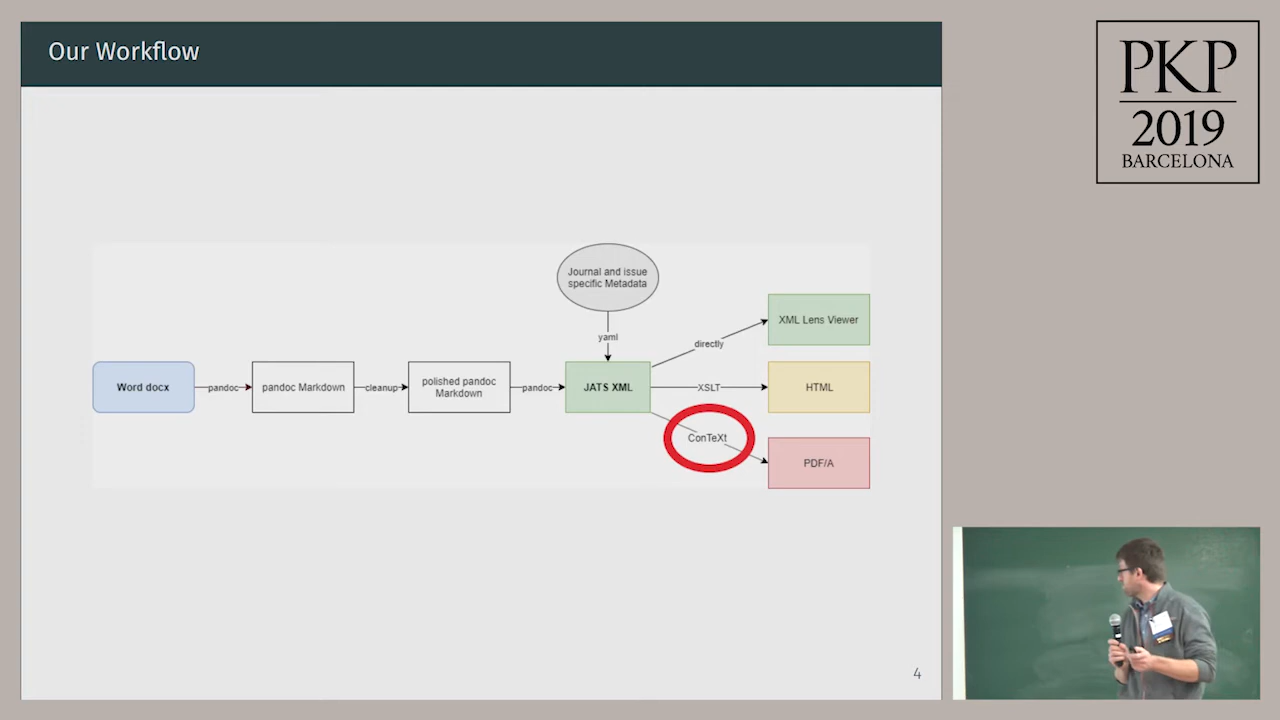 Our Workflow
PKP
2019
BARCELONA
Journal and issue
specific Metadata
yaml
Word docx
pandoc
pandoc Markdown
cleanup
polished pandoc
Markdown
pandoc
JATS XML
directly
XML Lens Viewer
XSLT
HTML
ConTeXt
PDF/A
4